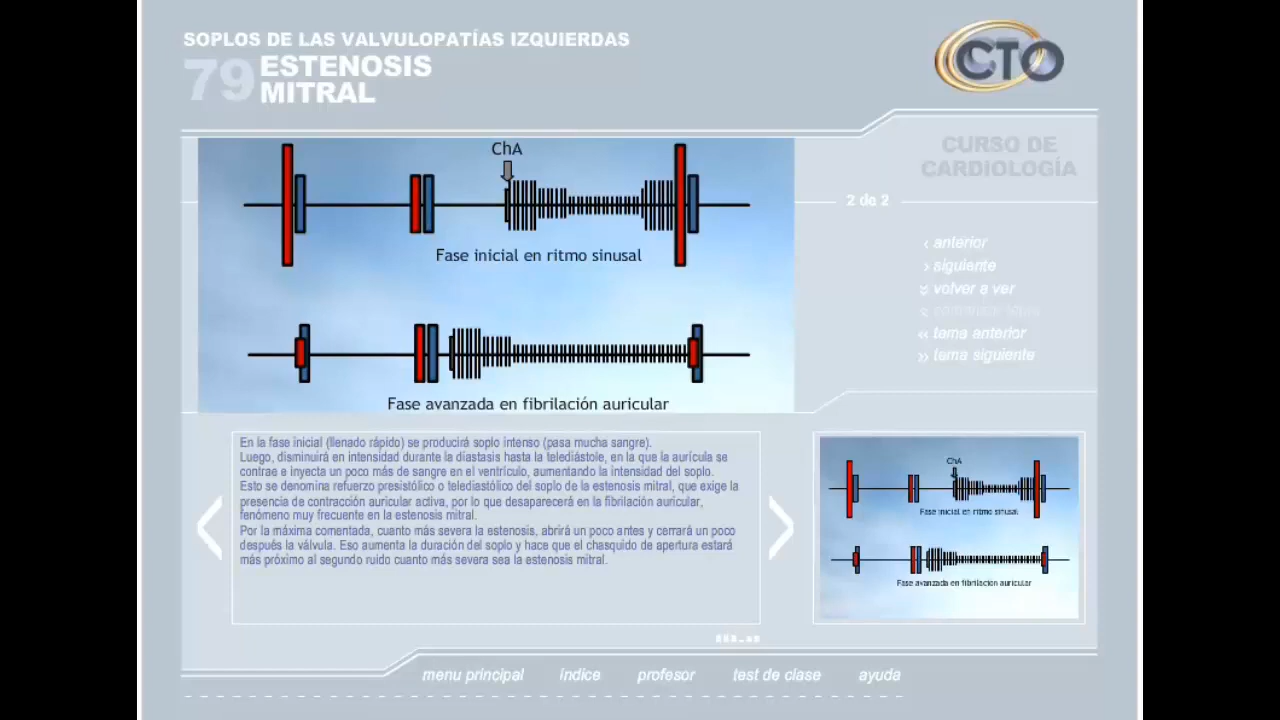 SOPLOS DE LAS VALVULOPATÍAS IZQUIERDAS
79 ESTENOSIS
MITRAL
CTO
CURSO DE
CARDIOLOGÍA
2 de 2
‹ anterior
› siguiente
volver a ver
« tema anterior
» tema siguiente
ChA
Fase inicial en ritmo sinusal
Fase avanzada en fibrilación auricular
En la fase inicial (llenado rápido) se producirá soplo intenso (pasa mucha sangre).
Luego, disminuirá en intensidad durante la diastasis hasta la telediástole, en la que la aurícula se
contrae e inyecta un poco más de sangre en el ventrículo, aumentando la intensidad del soplo.
Esto se denomina refuerzo presistólico o telediastólico del soplo de la estenosis mitral, que exige la
presencia de contracción auricular activa, por lo que desaparecerá en la fibrilación auricular,
fenómeno muy frecuente en la estenosis mitral.
Por la máxima comentada, cuanto más severa la estenosis, abrirá un poco antes y cerrará un poco
después la válvula. Eso aumenta la duración del soplo y hace que el chasquido de apertura estará
más próximo al segundo ruido cuanto más severa sea la estenosis mitral.
ChA
Fase inicial en ritmo sinusal
Fase avanzada en fibrilación auricular
menu principal
índice
profesor
test de clase
ayuda